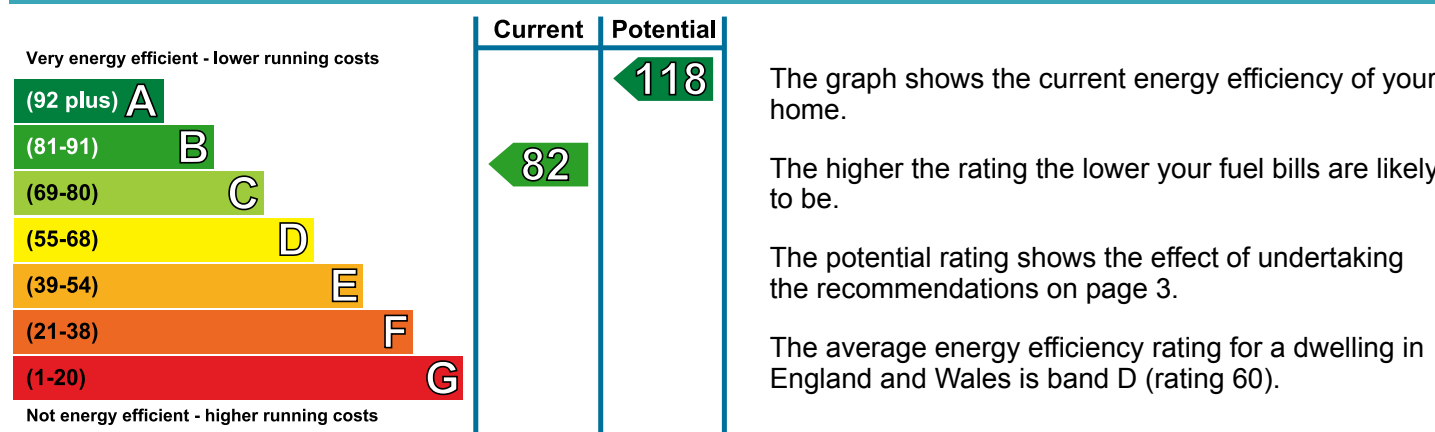 Current Potential
Very energy efficient - lower running costs
(92 plus) A
118
(81-91) B
82
(69-80) C
(55-68) D
(39-54) E
(21-38) F
(1-20) G
Not energy efficient - higher running costs
The graph shows the current energy efficiency of your
home.
The higher the rating the lower your fuel bills are likely
to be.
The potential rating shows the effect of undertaking
the recommendations on page 3.
The average energy efficiency rating for a dwelling in
England and Wales is band D (rating 60).